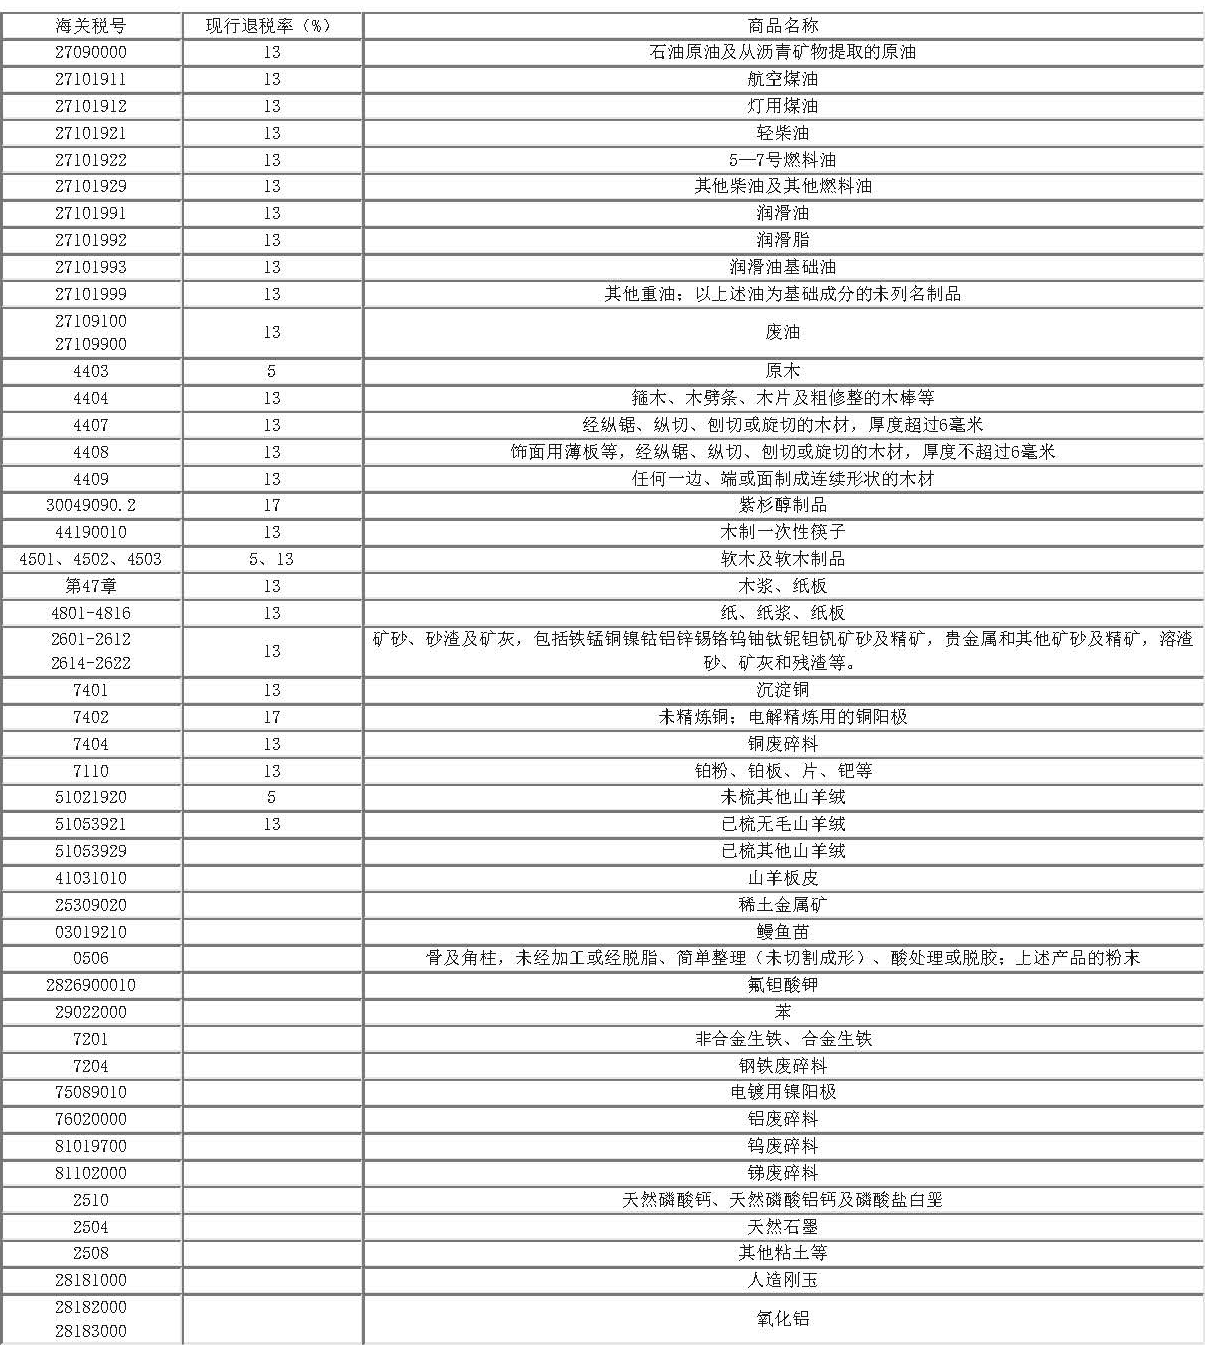 海关税号 现行退税率（%） 商品名称
27090000 13 石油原油及从沥青矿物提取的原油
27101911 13 航空煤油
27101912 13 灯用煤油
27101921 13 轻柴油
27101922 13 5—7号燃料油
27101929 13 其他柴油及其他燃料油
27101991 13 润滑油
27101992 13 润滑脂
27101993 13 润滑油基础油
27101999 13 其他重油；以上述油为基础成分的未列名制品
27109100
27109900 13 废油
4403 5 原木
4404 13 箍木、木劈条、木片及粗修整的木棒等
4407 13 经纵锯、纵切、刨切或旋切的木材，厚度超过6毫米
4408 13 饰面用薄板等，经纵锯、纵切、刨切或旋切的木材，厚度不超过6毫米
4409 13 任何一边、端或面制成连续形状的木材
30049090.2 17 紫杉醇制品
44190010 13 木制一次性筷子
4501、4502、4503 5、13 软木及软木制品
第47章 13 木浆、纸板
4801-4816 13 纸、纸浆、纸板
2601-2612
2614-2622 13 矿砂、砂渣及矿灰，包括铁锰铜镍钴铝锌锡铬钨铀钛铌钽钒矿砂及精矿，贵金属和其他矿砂及精矿，溶渣
砂、矿灰和残渣等。
7401 13 沉淀铜
7402 17 未精炼铜；电解精炼用的铜阳极
7404 13 铜废碎料
7110 13 铂粉、铂板、片、钯等
51021920 5 未梳其他山羊绒
51053921 13 已梳无毛山羊绒
51053929 已梳其他山羊绒
41031010 山羊板皮
25309020 稀土金属矿
03019210 鳗鱼苗
0506 骨及角柱，未经加工或经脱脂、简单整理（未切割成形）、酸处理或脱胶；上述产品的粉末
2826900010 氟钽酸钾
29022000 苯
7201 非合金生铁、合金生铁
7204 钢铁废碎料
75089010 电镀用镍阳极
76020000 铝废碎料
81019700 钨废碎料
81102000 锑废碎料
2510 天然磷酸钙、天然磷酸铝钙及磷酸盐白垩
2504 天然石墨
2508 其他粘土等
28181000 人造刚玉
28182000
28183000 氧化铝